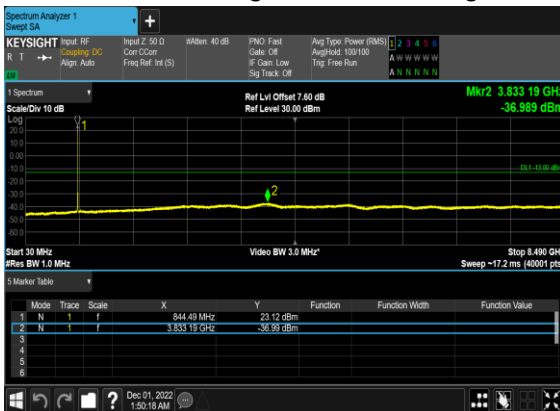 Spectrum Analyzer 1
Swept SA
+
KEYSIGHT Input: RF Input Z: 50 Ω #Atten: 40 dB PNO: Fast Avg Type: Power (RMS) 1 2 3 4 5 6
R T Coupling: DC Corr CCorr Gate: Off Avg|Hold: 100/100 A W W W W W
Align: Auto Freq Ref: Int (S) IF Gain: Low Trig: Free Run
LV Sig Track: Off A N N N N N
1 Spectrum Ref Lvl Offset 7.60 dB Mkr2 3.833 19 GHz
Scale/Div 10 dB Ref Level 30.00 dBm -36.989 dBm
Log
20.0 1
10.0
0.00
-10.0 DL1 -13.00 dBm
-20.0
-30.0 2
-40.0
-50.0
-60.0
Start 30 MHz Video BW 3.0 MHz* Stop 8.490 GHz
#Res BW 1.0 MHz Sweep ~17.2 ms (40001 pts)
5 Marker Table
Mode Trace Scale X Y Function Function Width Function Value
1 N 1 f 844.49 MHz 23.12 dBm
2 N 1 f 3.833 19 GHz -36.99 dBm
3
4
5
6
? Dec 01, 2022
1:50:18 AM